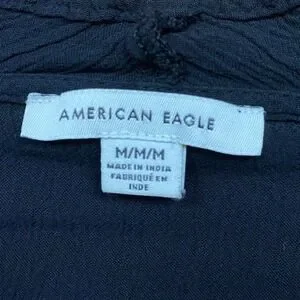 AMERICAN EAGLE
M/M/M
MADE IN INDIA
FABRIQUÉ EN
INDE